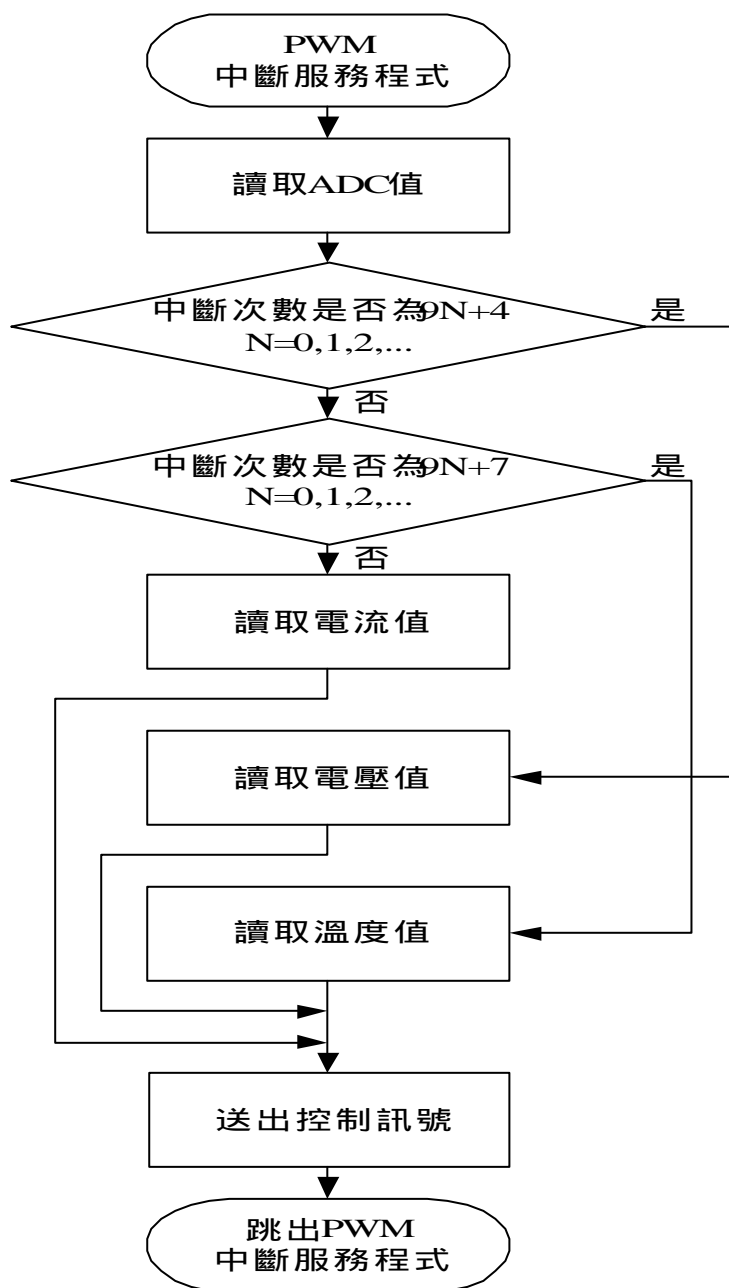 PWM
中斷服務程式
讀取ADC值
中斷次數是否為9N+4
N=0,1,2,...
是
否
中斷次數是否為9N+7
N=0,1,2,...
是
否
讀取電流值
讀取電壓值
讀取溫度值
送出控制訊號
跳出PWM
中斷服務程式